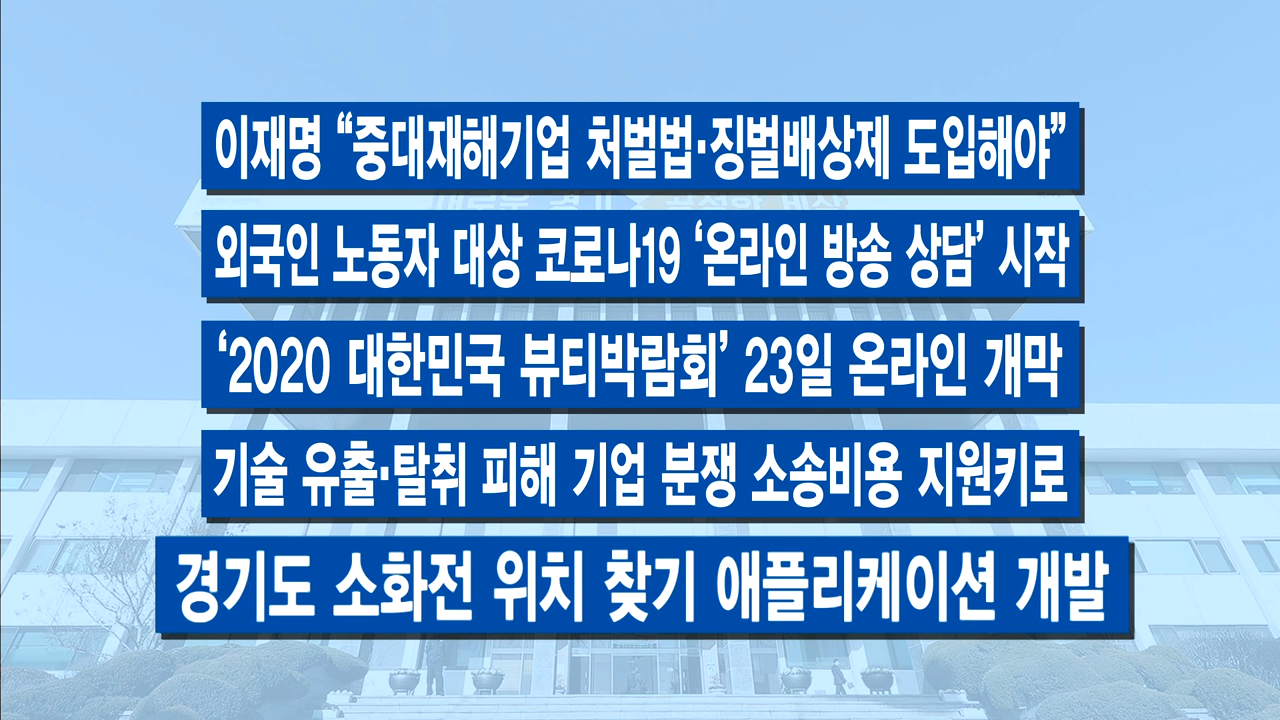 이재명 “중대재해기업 처벌법·징벌배상제 도입해야”
외국인 노동자 대상 코로나19 ‘온라인 방송 상담’ 시작
‘2020 대한민국 뷰티박람회’ 23일 온라인 개막
기술 유출·탈취 피해 기업 분쟁 소송비용 지원키로
경기도 소화전 위치 찾기 애플리케이션 개발